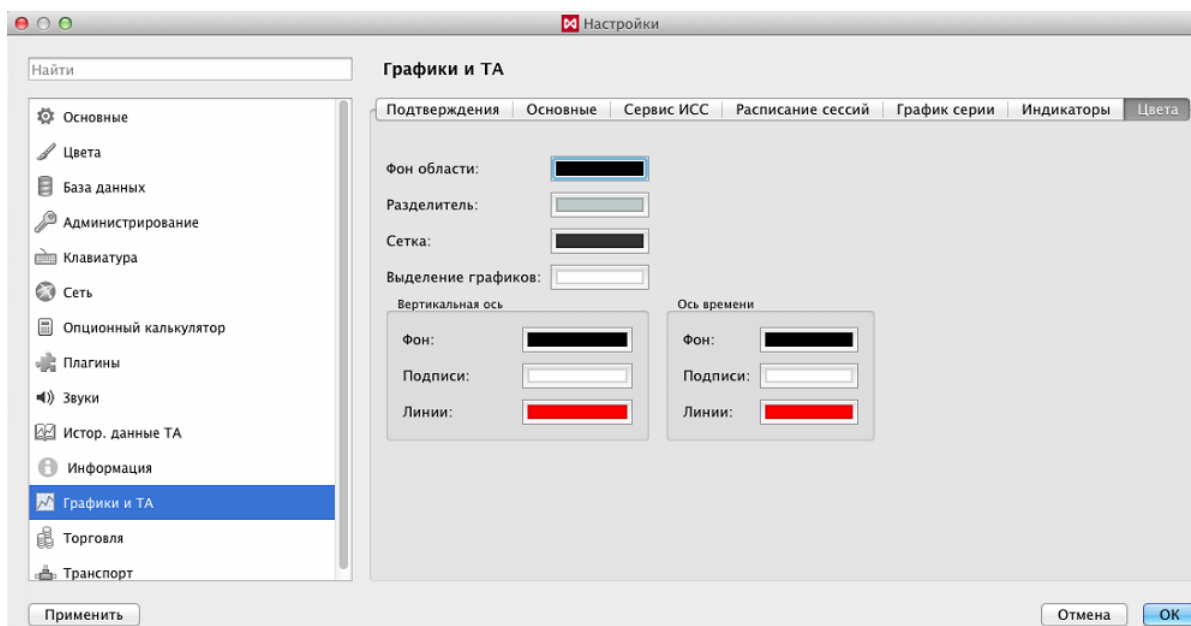 Настройки
Найти
Основные
Цвета
База данных
Администрирование
Клавиатура
Сеть
Опционный калькулятор
Плагины
Звуки
Истор. данные ТА
Информация
Графики и ТА
Торговля
Транспорт
Графики и ТА
Подтверждения Основные Сервис ИСС Расписание сессий График серии Индикаторы Цвета
Фон области:
Разделитель:
Сетка:
Выделение графиков:
Вертикальная ось
Фон:
Подписи:
Линии:
Ось времени
Фон:
Подписи:
Линии:
Применить Отмена OK